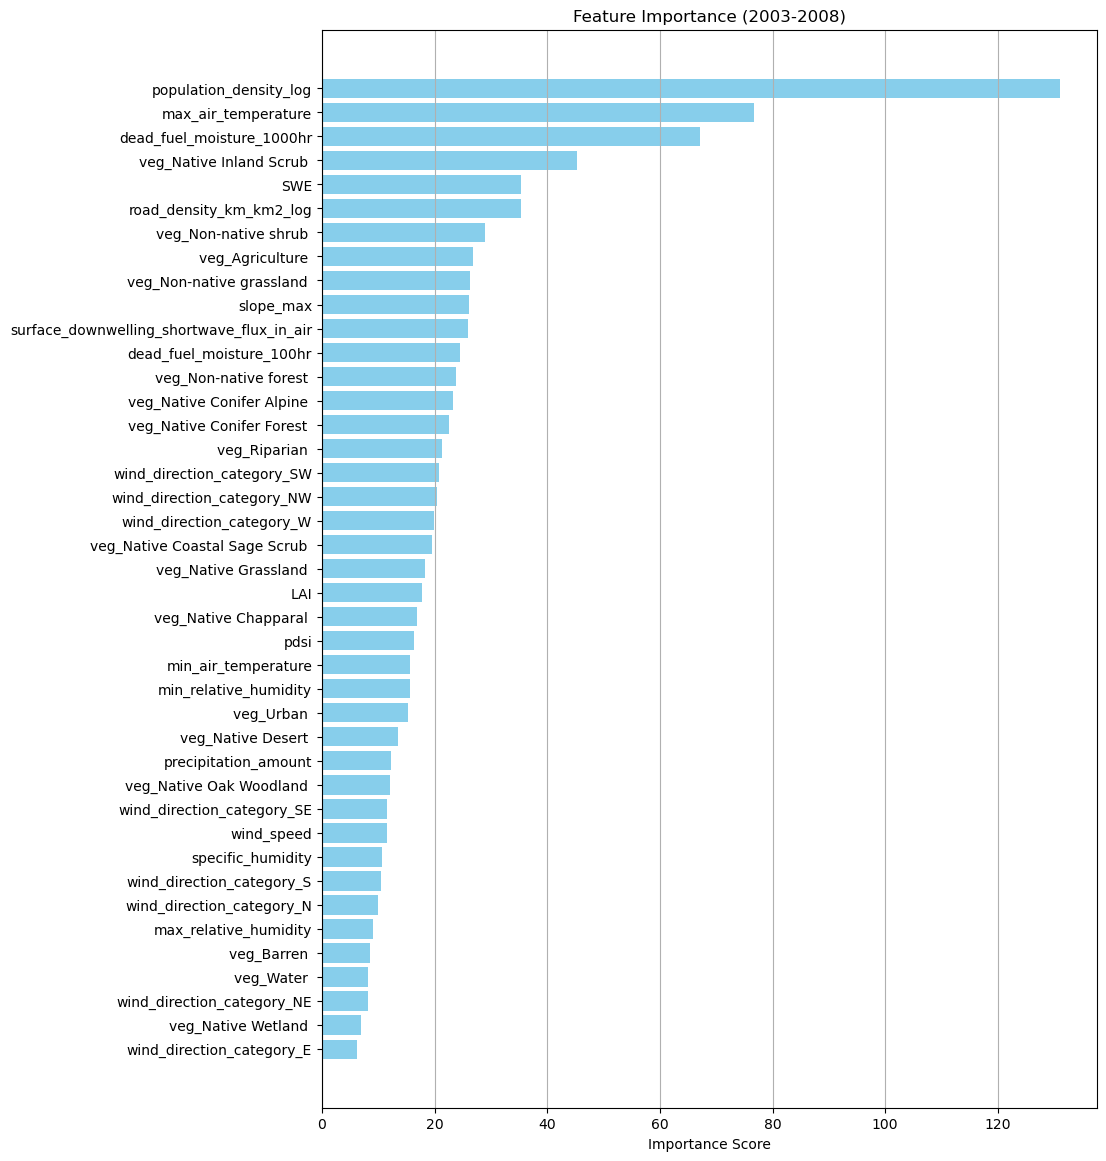 Feature Importance (2003-2008)
population_density_log
max_air_temperature
dead_fuel_moisture_1000hr
veg_Native Inland Scrub
SWE
road_density_km_km2_log
veg_Non-native shrub
veg_Agriculture
veg_Non-native grassland
slope_max
surface_downwelling_shortwave_flux_in_air
dead_fuel_moisture_100hr
veg_Non-native forest
veg_Native Conifer Alpine
veg_Native Conifer Forest
veg_Riparian
wind_direction_category_SW
wind_direction_category_NW
wind_direction_category_W
veg_Native Coastal Sage Scrub
veg_Native Grassland
LAI
veg_Native Chapparal
pdsi
min_air_temperature
min_relative_humidity
veg_Urban
veg_Native Desert
precipitation_amount
veg_Native Oak Woodland
wind_direction_category_SE
wind_speed
specific_humidity
wind_direction_category_S
wind_direction_category_N
max_relative_humidity
veg_Barren
veg_Water
wind_direction_category_NE
veg_Native Wetland
wind_direction_category_E
0 20 40 60 80 100 120
Importance Score